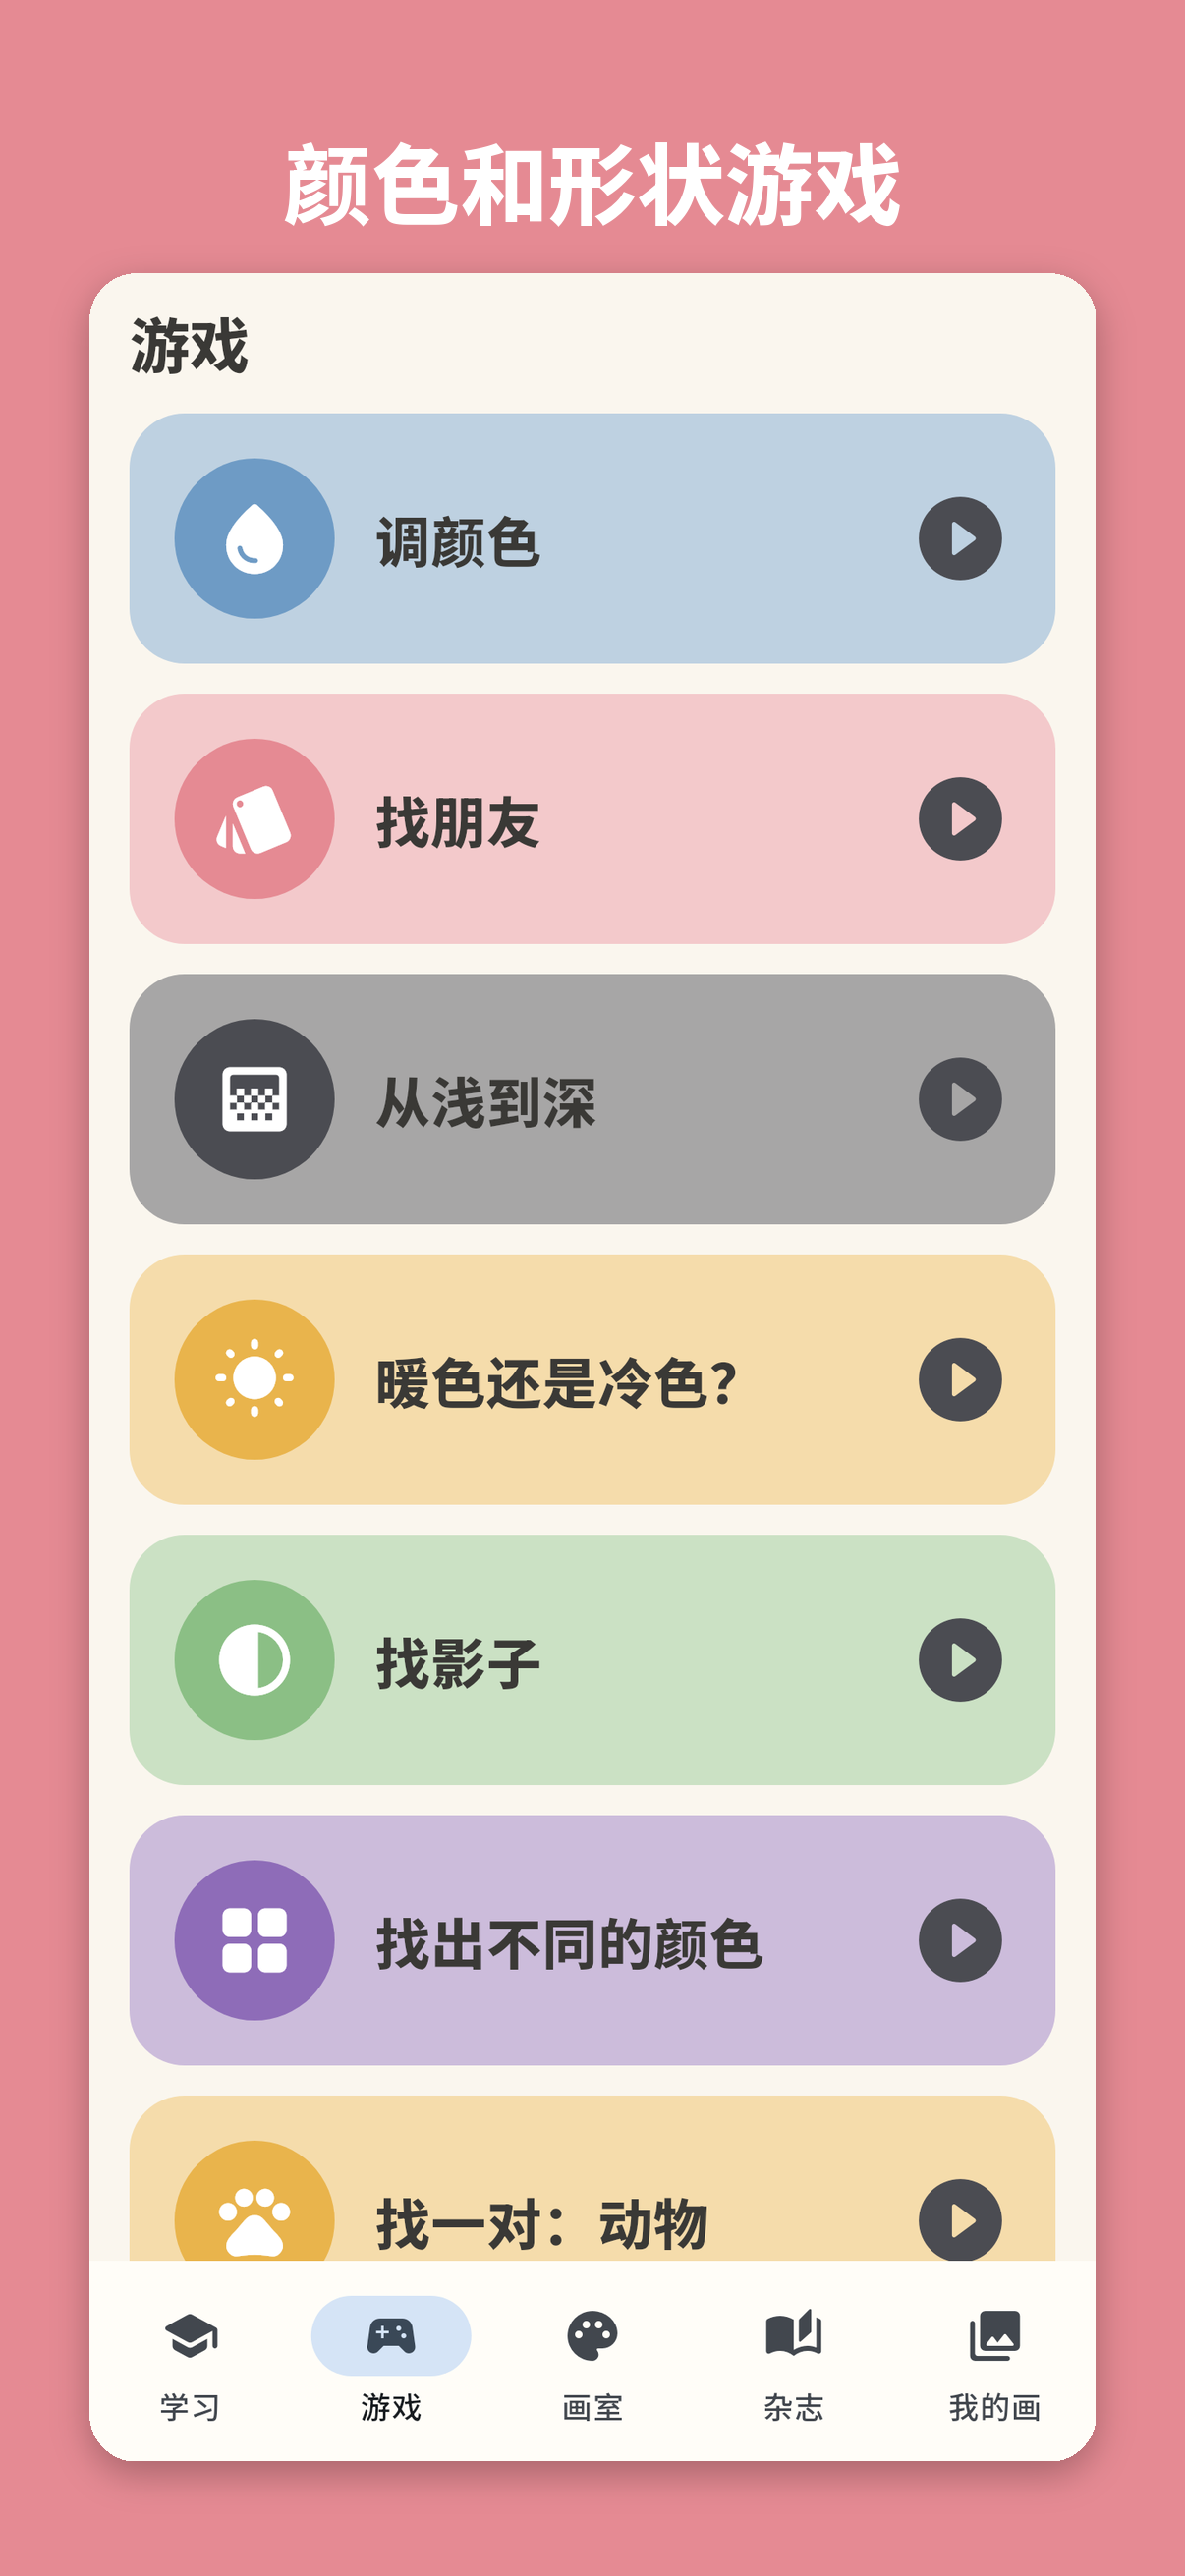 颜色和形状游戏
游戏
调颜色
找朋友
从浅到深
暖色还是冷色？
找影子
找出不同的颜色
找一对：动物
学习
游戏
画室
杂志
我的画